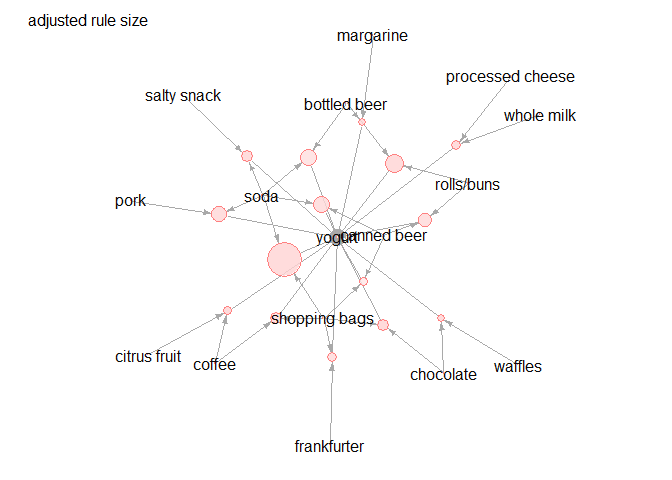 adjusted rule size
margarine
processed cheese
salty snack
bottled beer
whole milk
rolls/buns
pork
soda
yogurt
canned beer
shopping bags
citrus fruit
coffee
chocolate
waffles
frankfurter